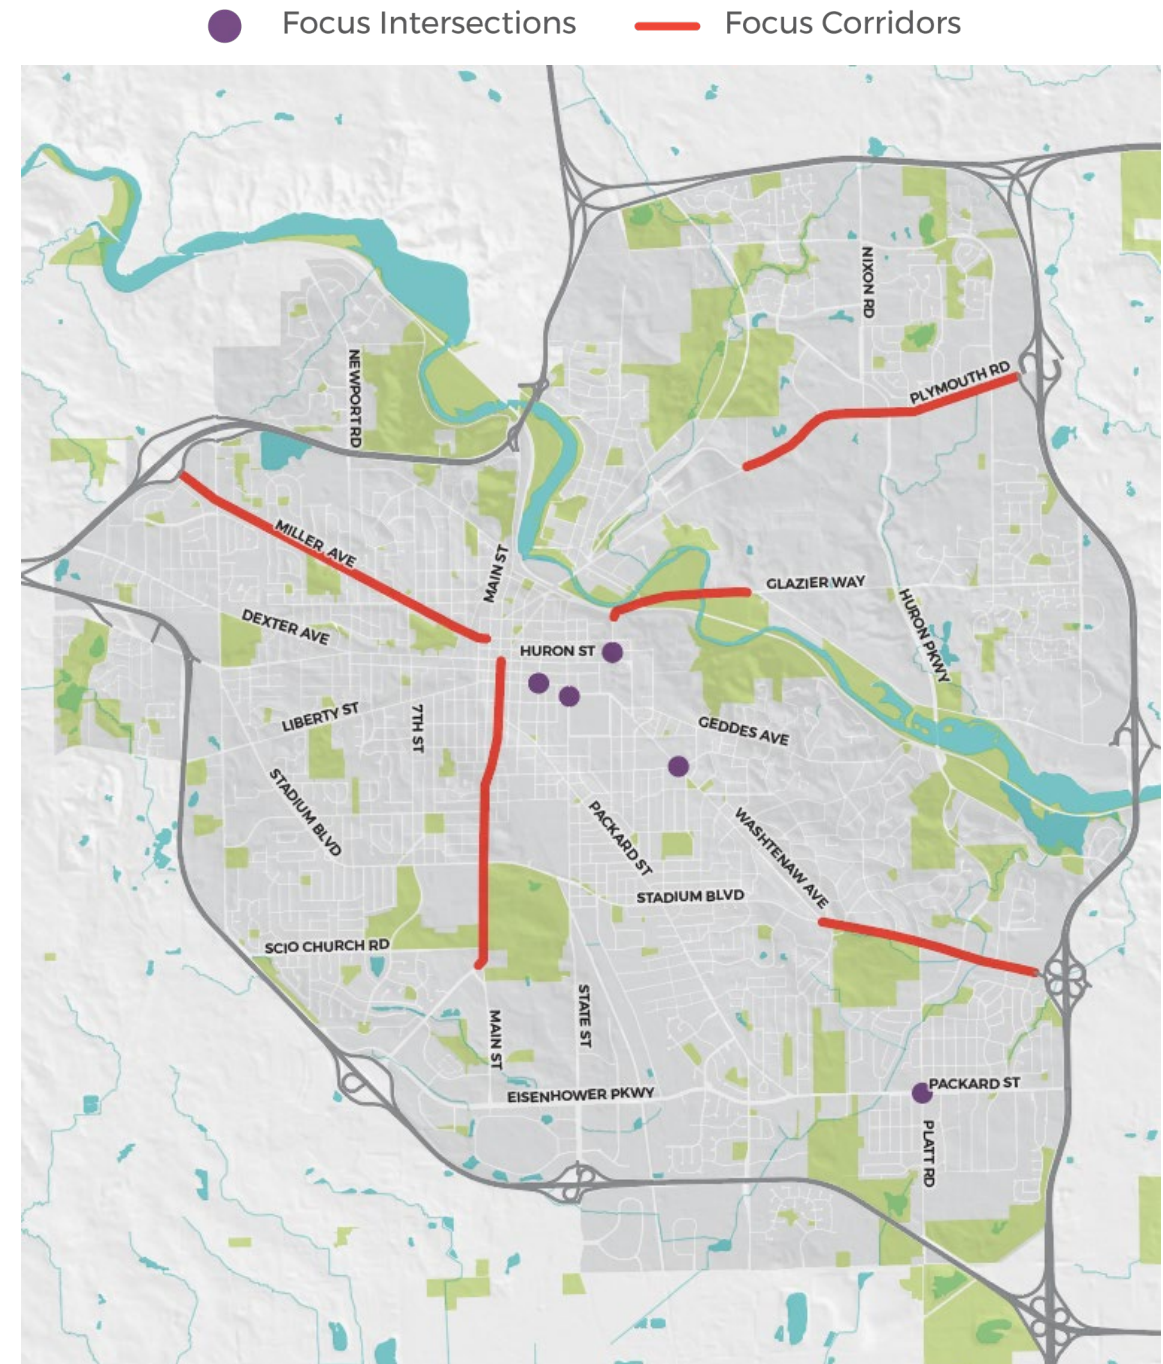 Focus Intersections
Focus Corridors
NIXON RD
NEWPORT RD
PLYMOUTH RD
MILLER AVE
MAIN ST
GLAZIER WAY
HURON PKWY
DEXTER AVE
HURON ST
LIBERTY ST
7TH ST
GEDDES AVE
STADIUM BLVD
PACKARD ST
WASHTENAW AVE
STADIUM BLVD
SCIO CHURCH RD
STATE ST
MAIN ST
EISENHOWER PKWY
PACKARD ST
PLATT RD